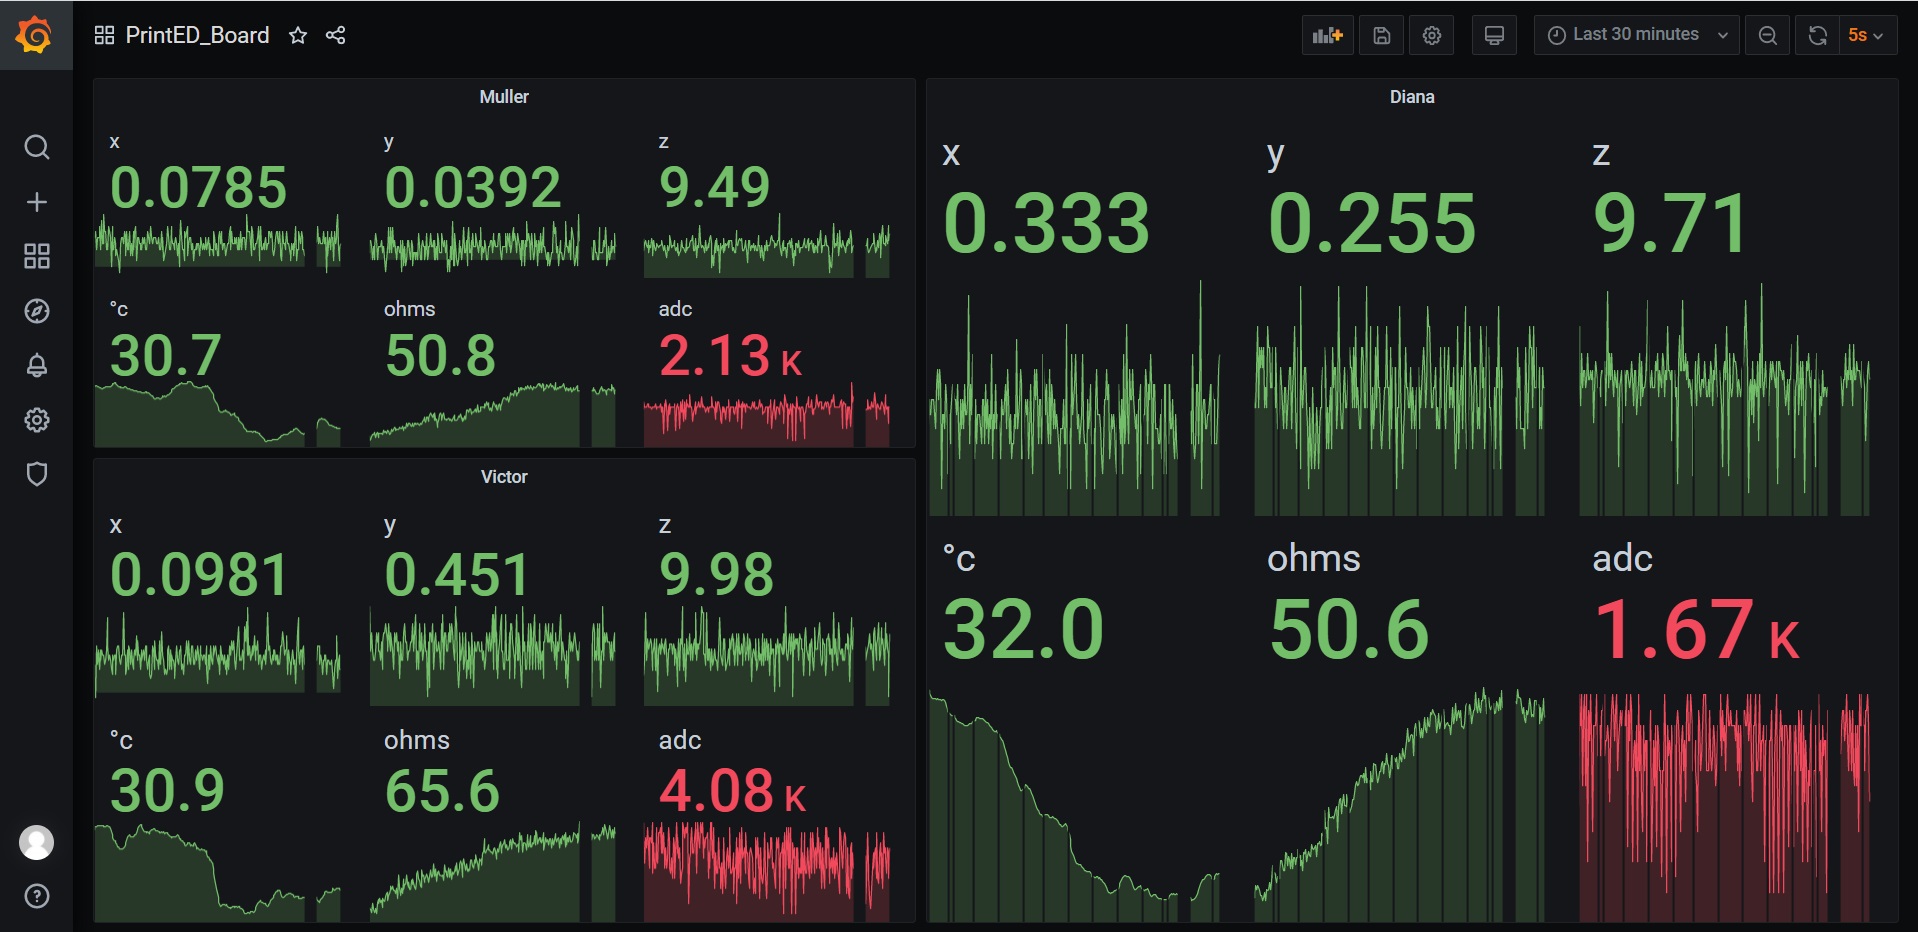 PrintED_Board
Last 30 minutes
5s
Muller
x y z
0.0785 0.0392 9.49
°c ohms adc
30.7 50.8 2.13 K
Victor
x y z
0.0981 0.451 9.98
°c ohms adc
30.9 65.6 4.08 K
Diana
x y z
0.333 0.255 9.71
°c ohms adc
32.0 50.6 1.67 K